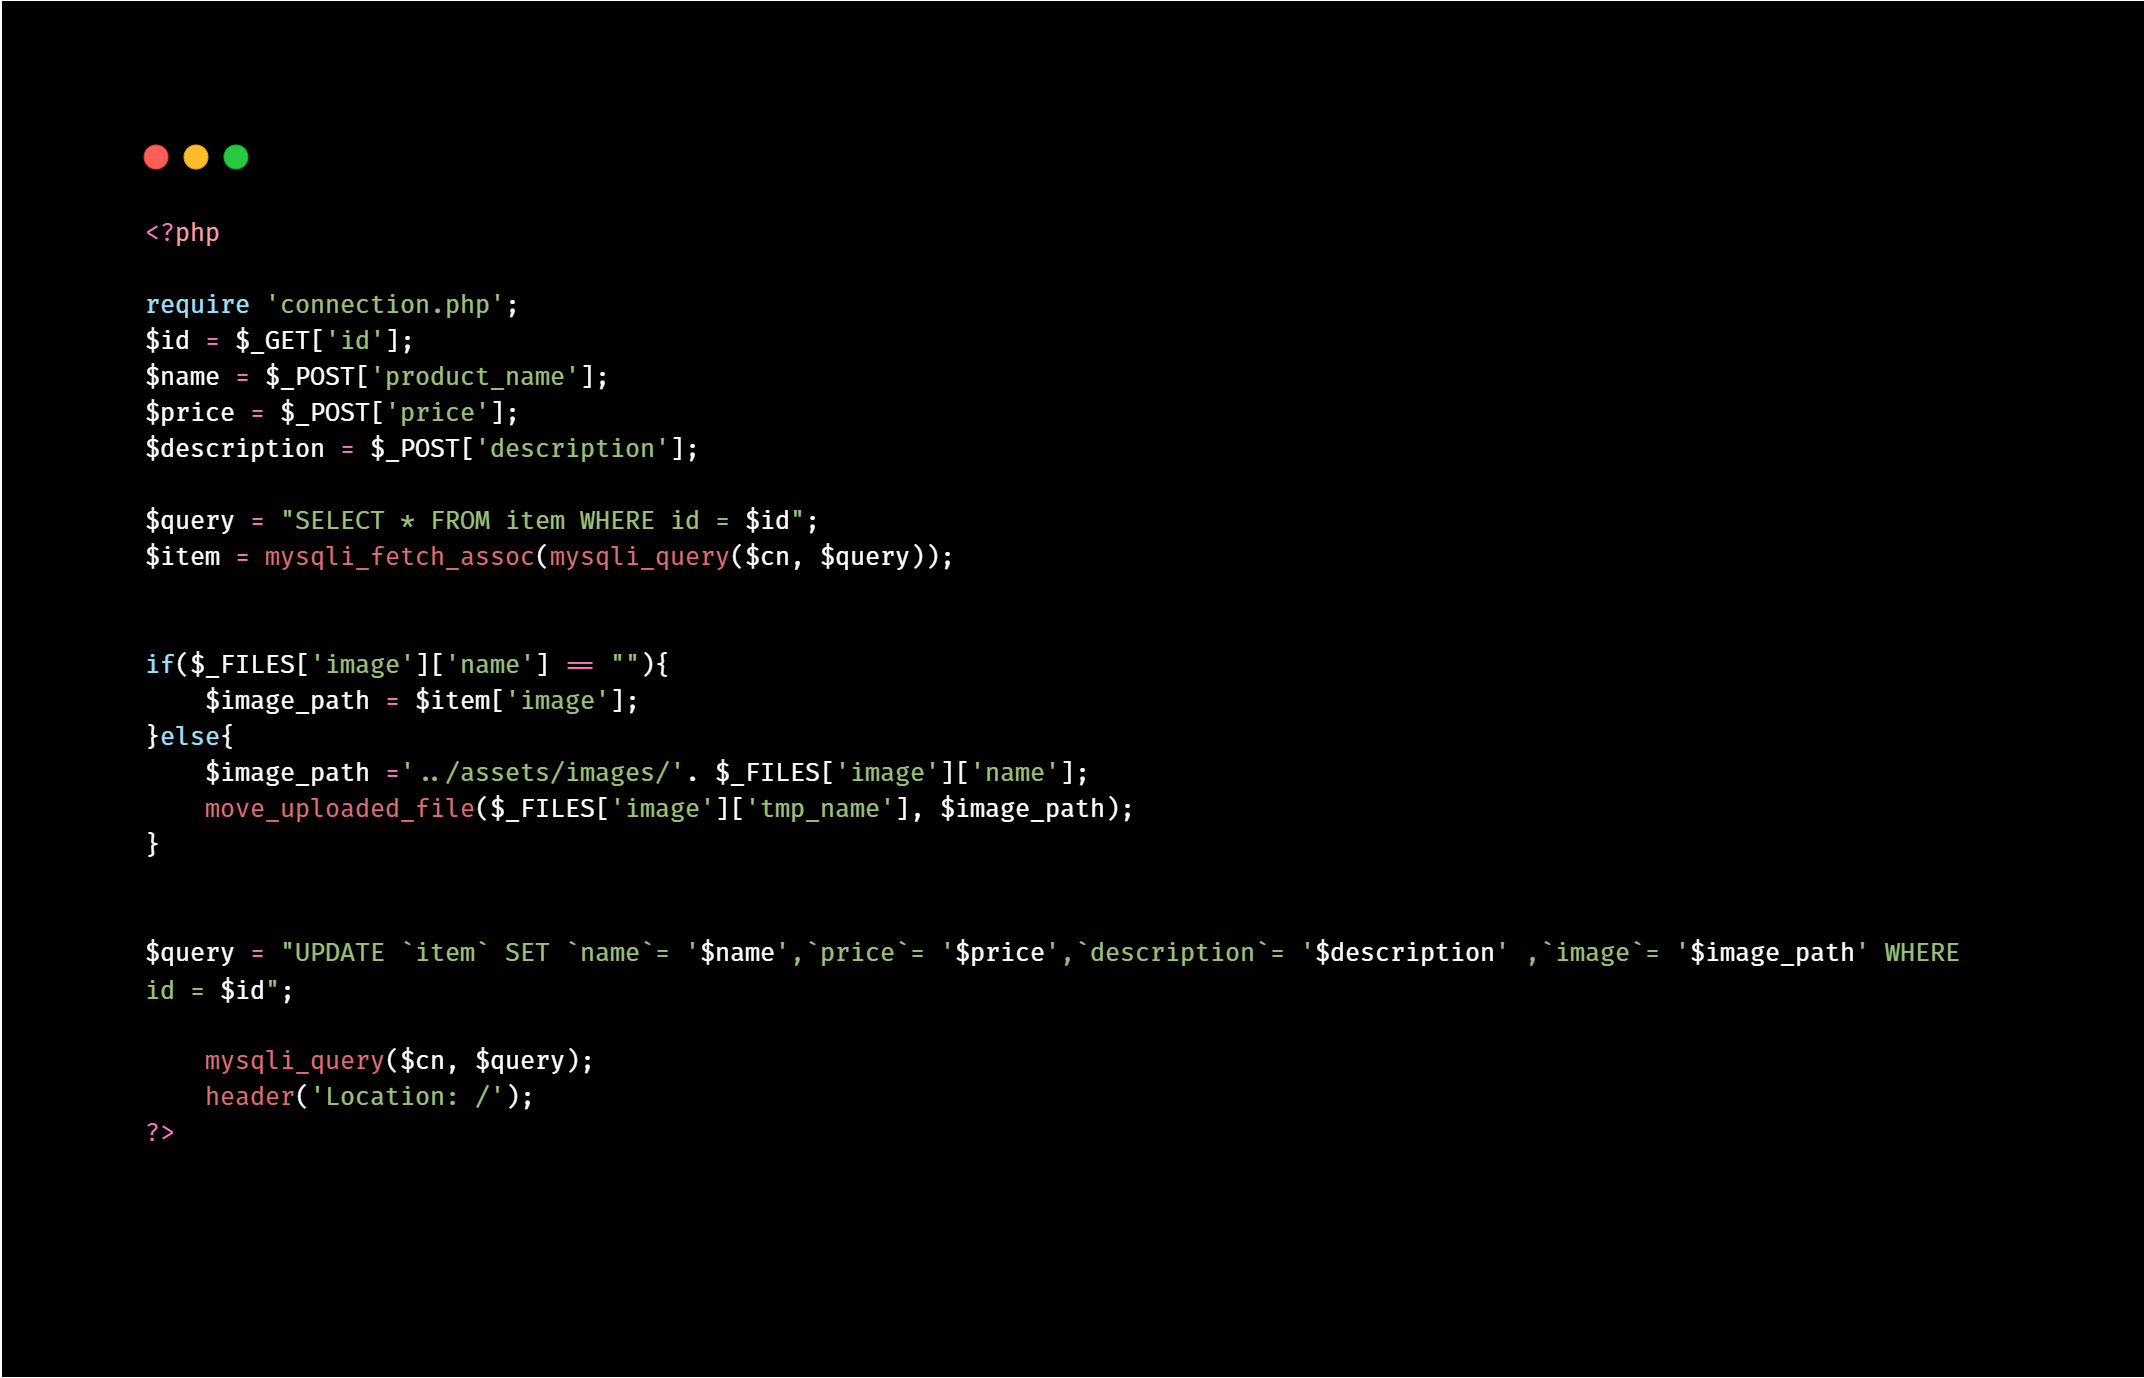 <?php
require 'connection.php';
$id = $_GET['id'];
$name = $_POST['product_name'];
$price = $_POST['price'];
$description = $_POST['description'];
$query = "SELECT * FROM item WHERE id = $id";
$item = mysqli_fetch_assoc(mysqli_query($cn, $query));
if($_FILES['image']['name'] == ""){
    $image_path = $item['image'];
}else{
    $image_path ='../assets/images/'. $_FILES['image']['name'];
    move_uploaded_file($_FILES['image']['tmp_name'], $image_path);
}
$query = "UPDATE `item` SET `name`= '$name',`price`= '$price',`description`= '$description' ,`image`= '$image_path' WHERE
id = $id";
    mysqli_query($cn, $query);
    header('Location: /');
?>